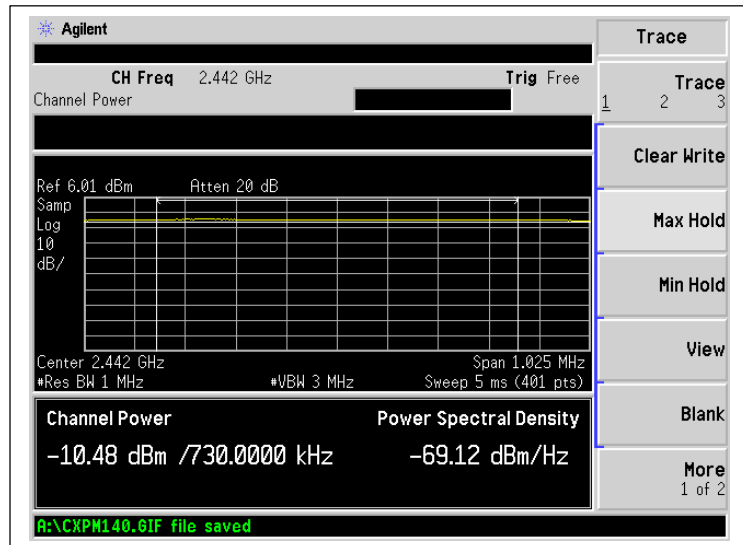 Agilent
Trace
CH Freq 2.442 GHz Trig Free
Channel Power
Trace
1 2 3
Clear Write
Ref 6.01 dBm Atten 20 dB
Samp
Log
10
dB/
Max Hold
Min Hold
Center 2.442 GHz Span 1.025 MHz
#Res BW 1 MHz #VBW 3 MHz Sweep 5 ms (401 pts)
View
Channel Power Power Spectral Density
-10.48 dBm /730.0000 kHz -69.12 dBm/Hz
Blank
More
1 of 2
A:\CXPM140.GIF file saved